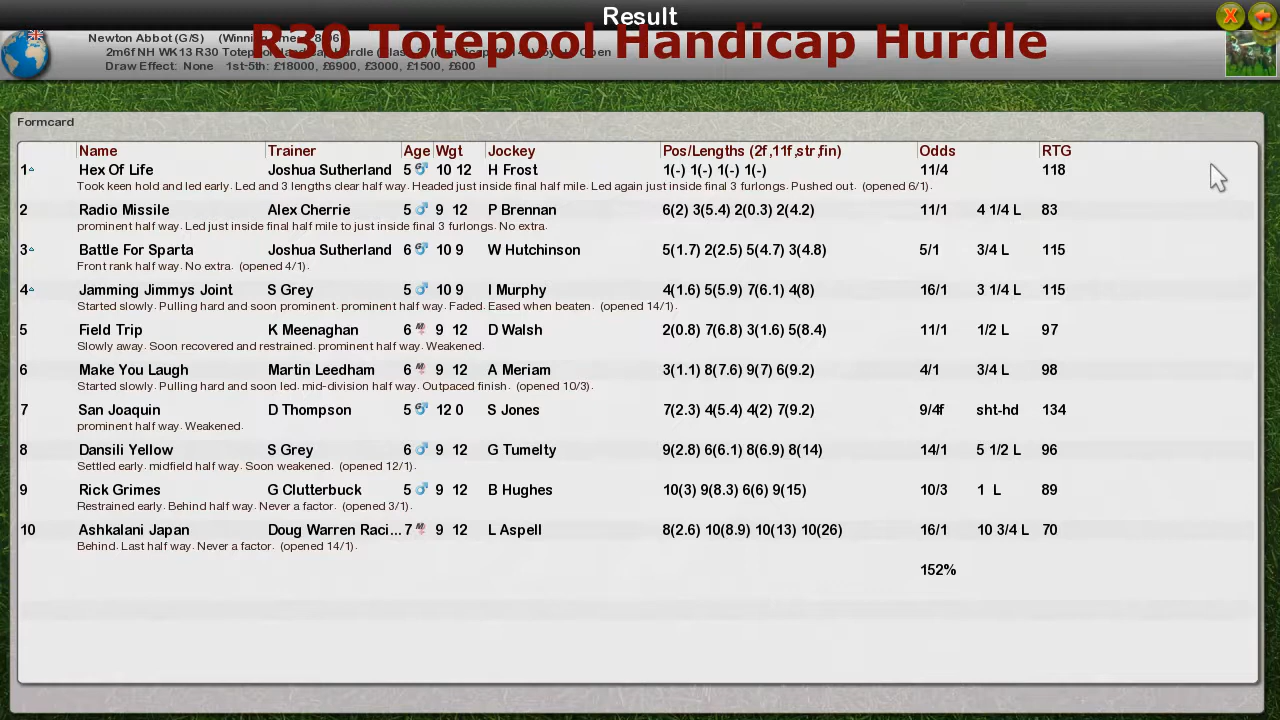 Result
R30 Totepool Handicap Hurdle
Newton Abbot (G/S) (Winning
2m6f NH WK13 R30 Totepool Open
Draw Effect: None 1st-5th: £18000, £6900, £3000, £1500, £600
Formcard
Name Trainer Age Wgt Jockey Pos/Lengths (2f,11f,str,fin) Odds RTG
1 Hex Of Life Joshua Sutherland 5 10 12 H Frost 1(-) 1(-) 1(-) 1(-) 11/4 118
Took keen hold and led early. Led and 3 lengths clear half way. Headed just inside final half mile. Led again just inside final 3 furlongs. Pushed out. (opened 6/1).
2 Radio Missile Alex Cherrie 5 9 12 P Brennan 6(2) 3(5.4) 2(0.3) 2(4.2) 11/1 4 1/4 L 83
prominent half way. Led just inside final half mile to just inside final 3 furlongs. No extra.
3 Battle For Sparta Joshua Sutherland 6 10 9 W Hutchinson 5(1.7) 2(2.5) 5(4.7) 3(4.8) 5/1 3/4 L 115
Front rank half way. No extra. (opened 4/1).
4 Jamming Jimmys Joint S Grey 5 10 9 I Murphy 4(1.6) 5(5.9) 7(6.1) 4(8) 16/1 3 1/4 L 115
Started slowly. Pulling hard and soon prominent. prominent half way. Faded. Eased when beaten. (opened 14/1).
5 Field Trip K Meenaghan 6 9 12 D Walsh 2(0.8) 7(6.8) 3(1.6) 5(8.4) 11/1 1/2 L 97
Slowly away. Soon recovered and restrained. prominent half way. Weakened.
6 Make You Laugh Martin Leedham 6 9 12 A Meriam 3(1.1) 8(7.6) 9(7) 6(9.2) 4/1 3/4 L 98
Started slowly. Pulling hard and soon led. mid-division half way. Outpaced finish. (opened 10/3).
7 San Joaquin D Thompson 5 12 0 S Jones 7(2.3) 4(5.4) 4(2) 7(9.2) 9/4f sht-hd 134
prominent half way. Weakened.
8 Dansili Yellow S Grey 6 9 12 G Tumelty 9(2.8) 6(6.1) 8(6.9) 8(14) 14/1 5 1/2 L 96
Settled early. midfield half way. Soon weakened. (opened 12/1).
9 Rick Grimes G Clutterbuck 5 9 12 B Hughes 10(3) 9(8.3) 6(6) 9(15) 10/3 1 L 89
Restrained early. Behind half way. Never a factor. (opened 3/1).
10 Ashkalani Japan Doug Warren Raci... 7 9 12 L Aspell 8(2.6) 10(8.9) 10(13) 10(26) 16/1 10 3/4 L 70
Behind. Last half way. Never a factor. (opened 14/1).
152%